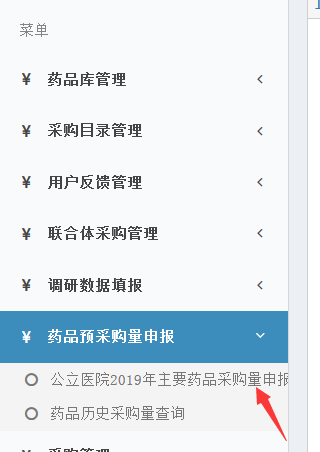 菜单
¥ 药品库管理
¥ 采购目录管理
¥ 用户反馈管理
¥ 联合体采购管理
¥ 调研数据填报
¥ 药品预采购量申报
公立医院2019年主要药品采购量申报
药品历史采购量查询